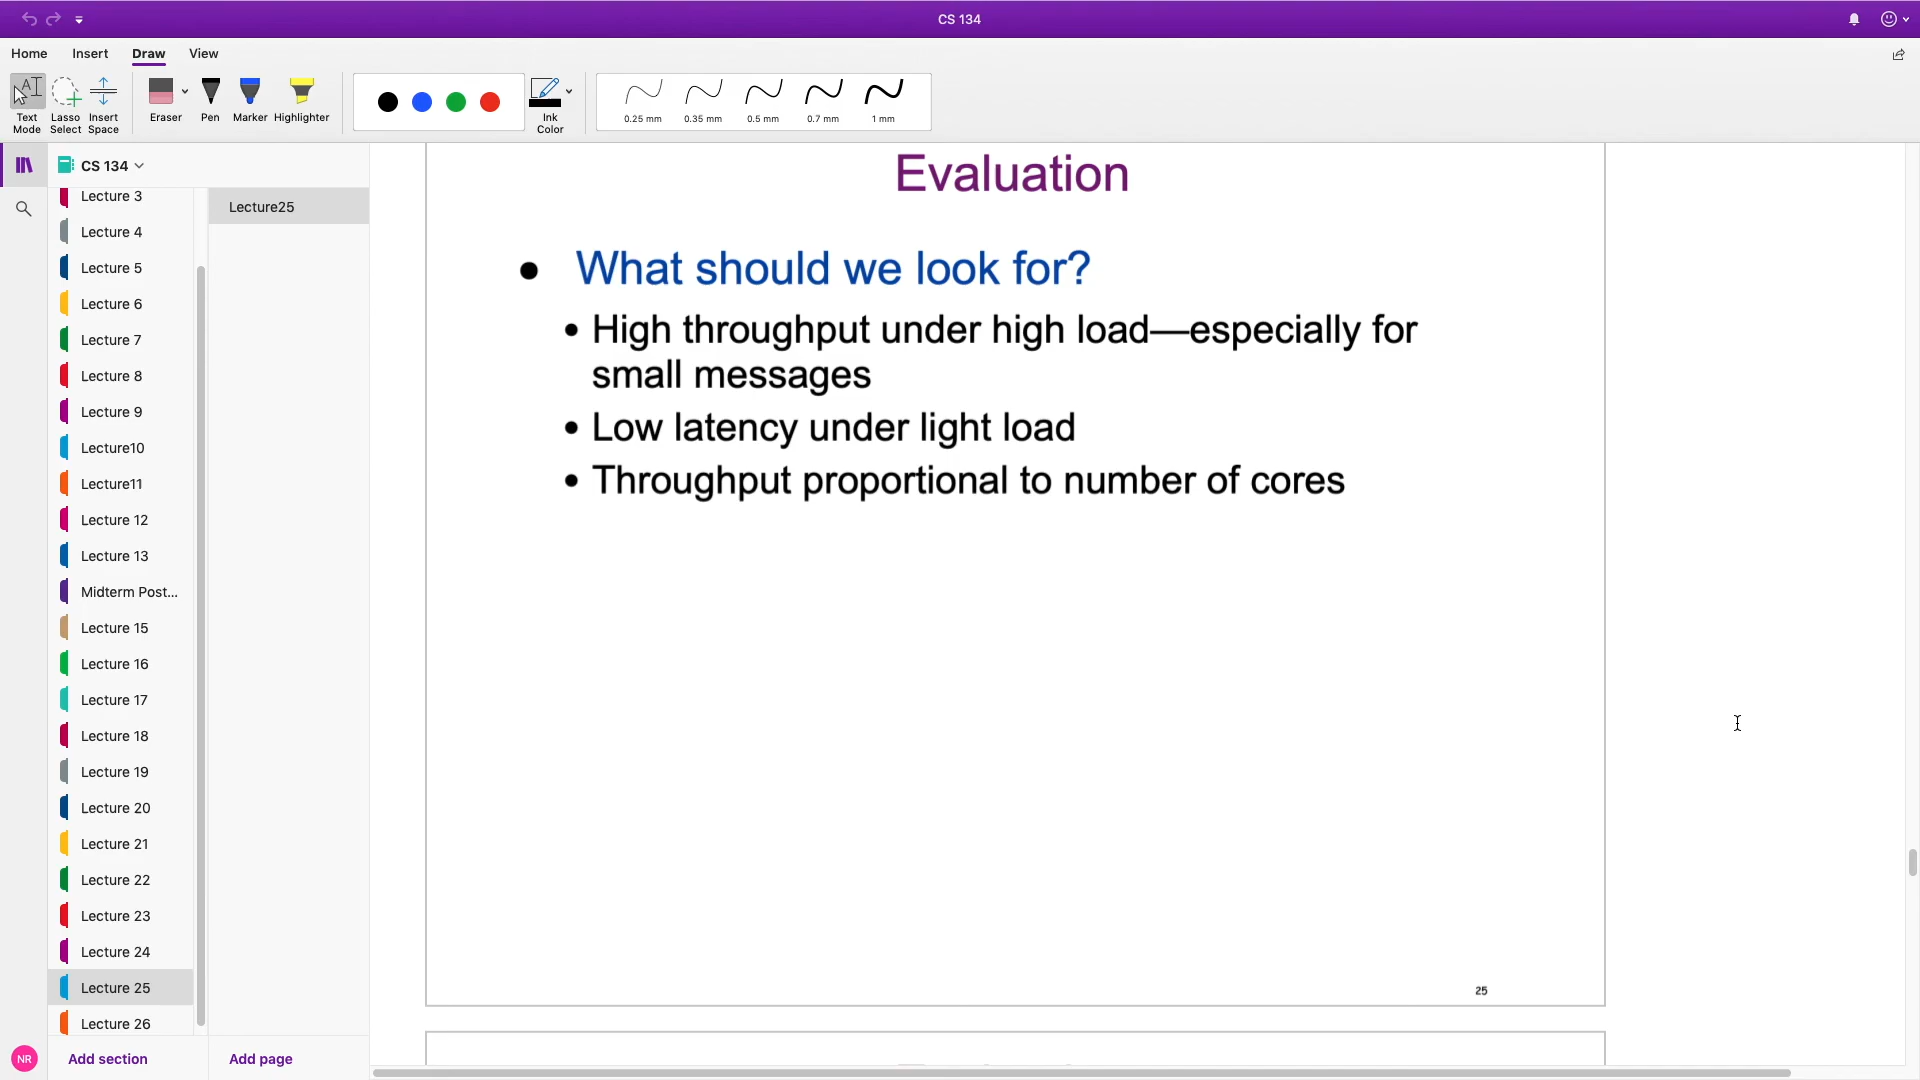 CS 134
Home Insert Draw View
Text Mode
Lasso Select
Insert Space
Eraser
Pen
Marker
Highlighter
Ink Color
0.25 mm
0.35 mm
0.5 mm
0.7 mm
1 mm
CS 134
Lecture 3
Lecture 4
Lecture 5
Lecture 6
Lecture 7
Lecture 8
Lecture 9
Lecture10
Lecture11
Lecture 12
Lecture 13
Midterm Post...
Lecture 15
Lecture 16
Lecture 17
Lecture 18
Lecture 19
Lecture 20
Lecture 21
Lecture 22
Lecture 23
Lecture 24
Lecture 25
Lecture 26
NR
Add section
Lecture25
Add page
Evaluation
• What should we look for?
• High throughput under high load—especially for
small messages
• Low latency under light load
• Throughput proportional to number of cores
25